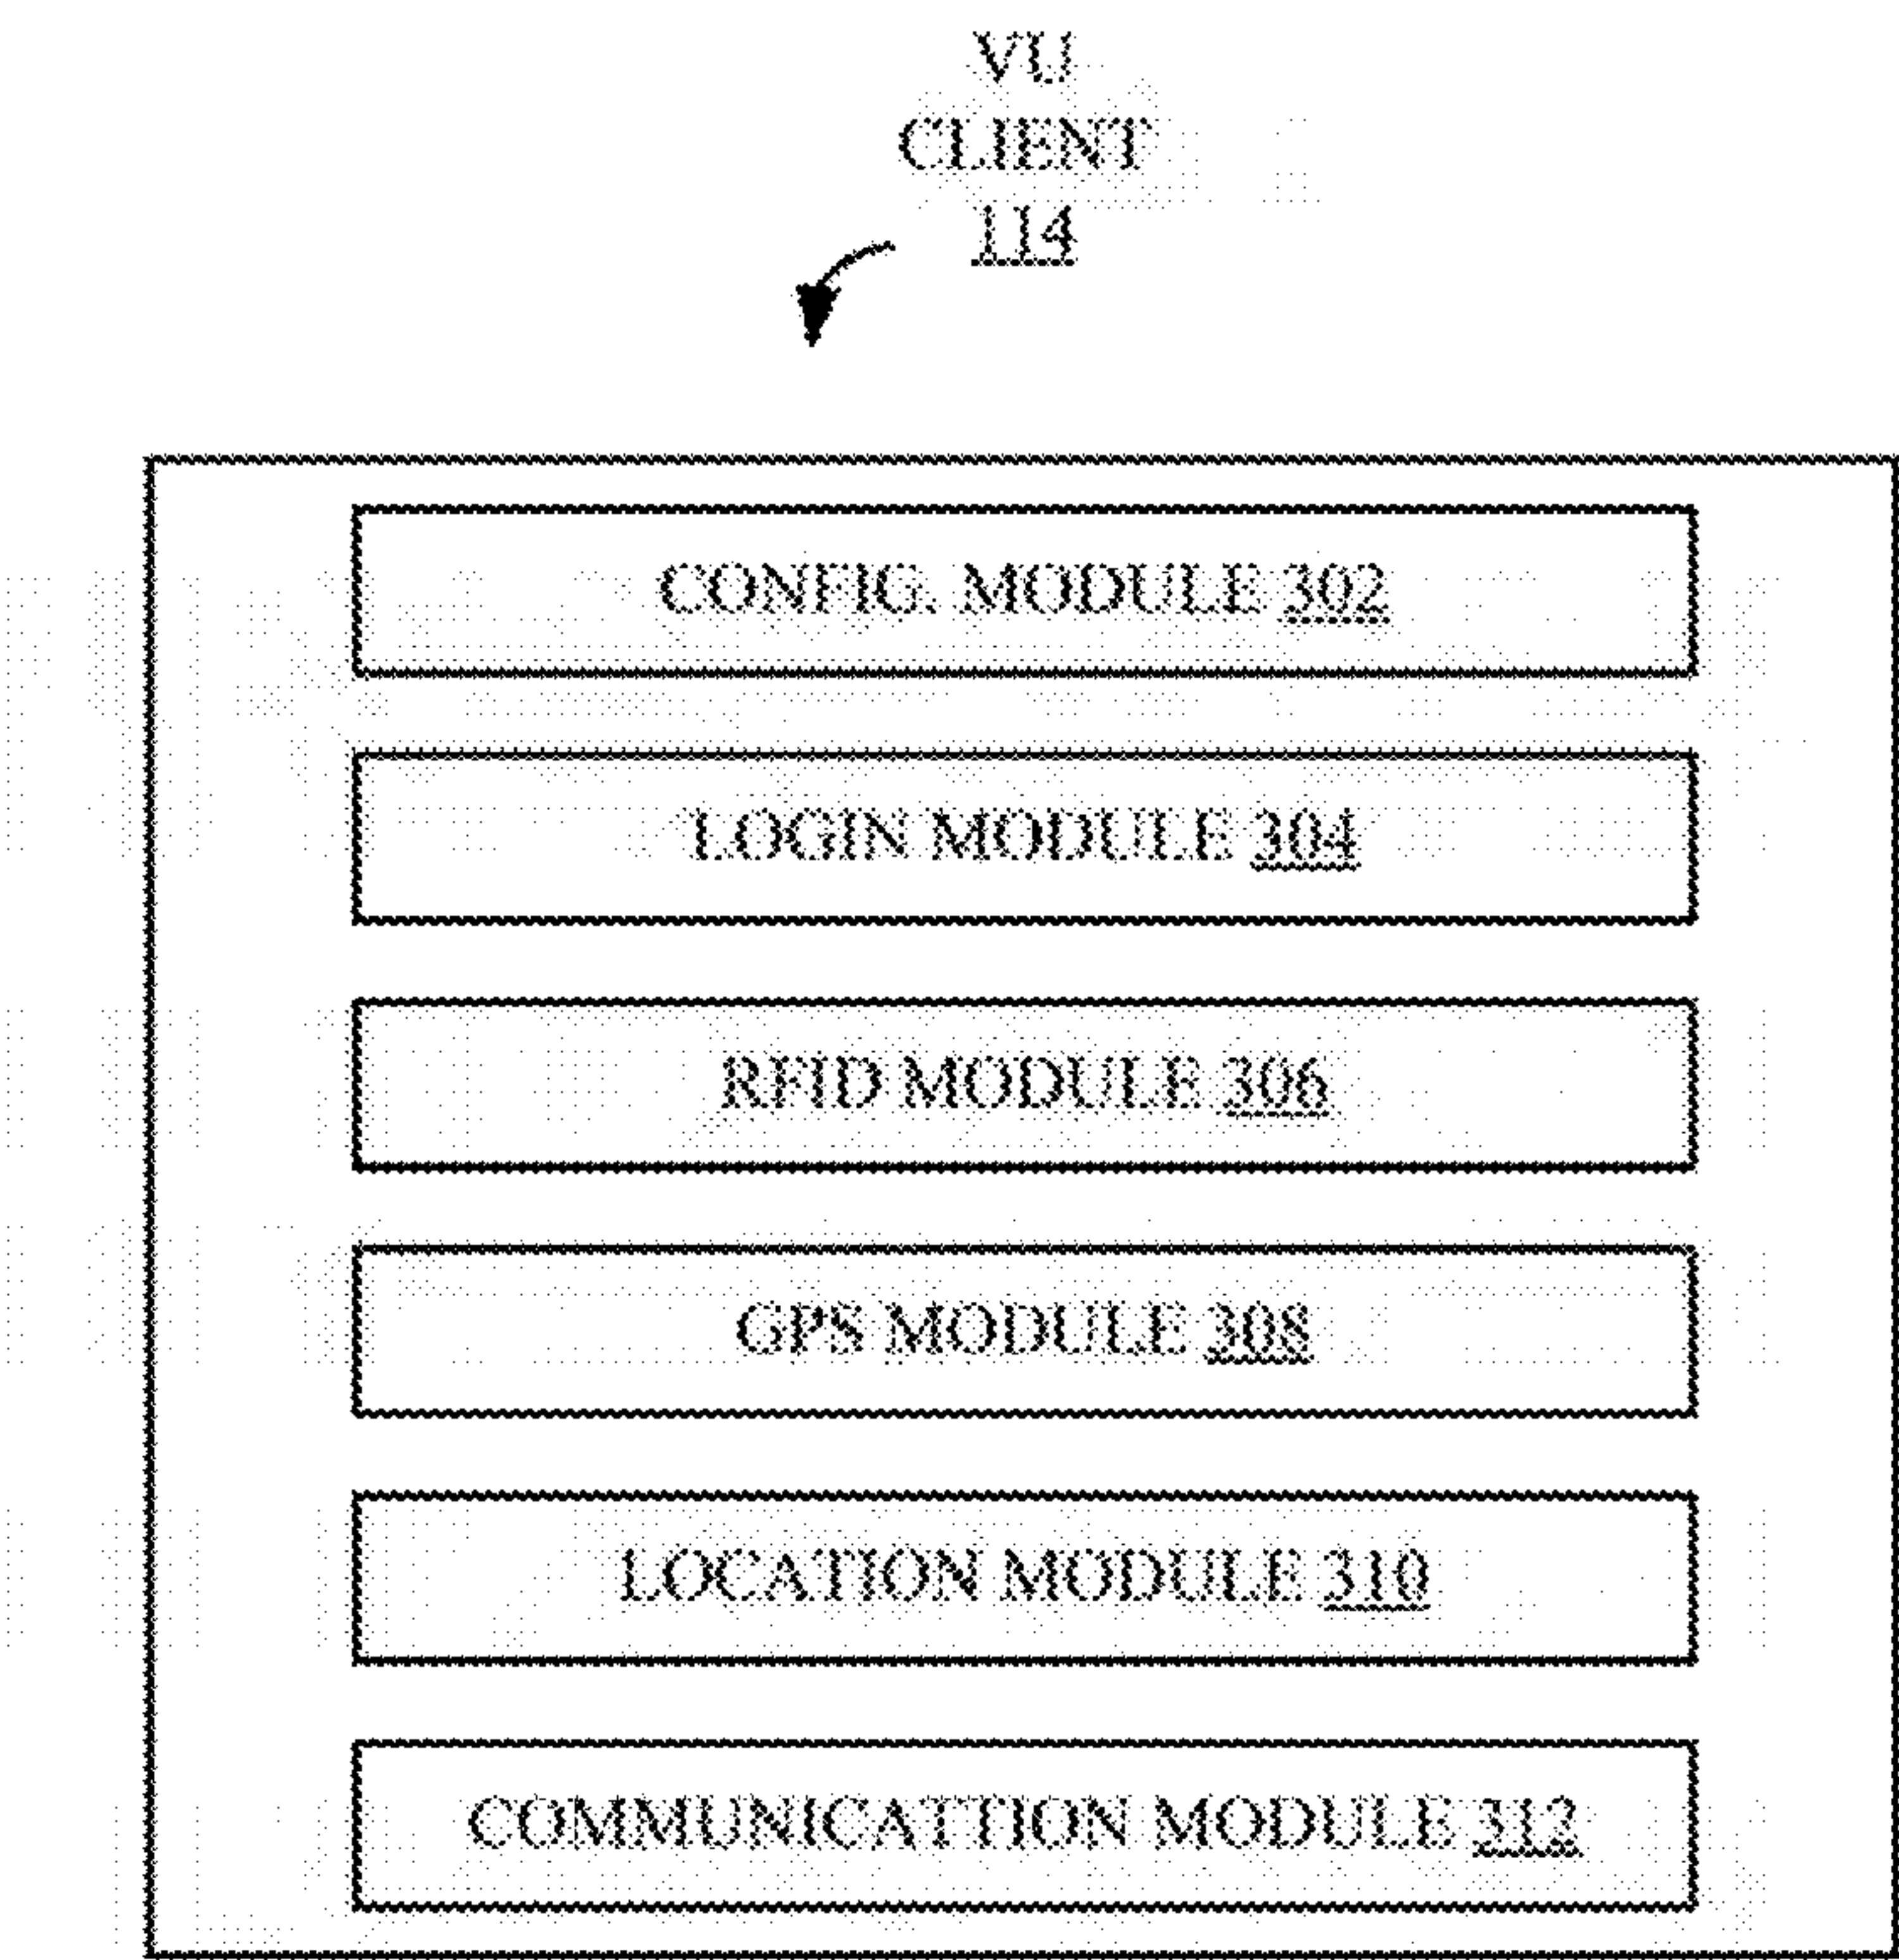 VU
CLIENT
114
CONFIG. MODULE 302
LOGIN MODULE 304
RFID MODULE 306
GPS MODULE 308
LOCATION MODULE 310
COMMUNICATTION MODULE 312